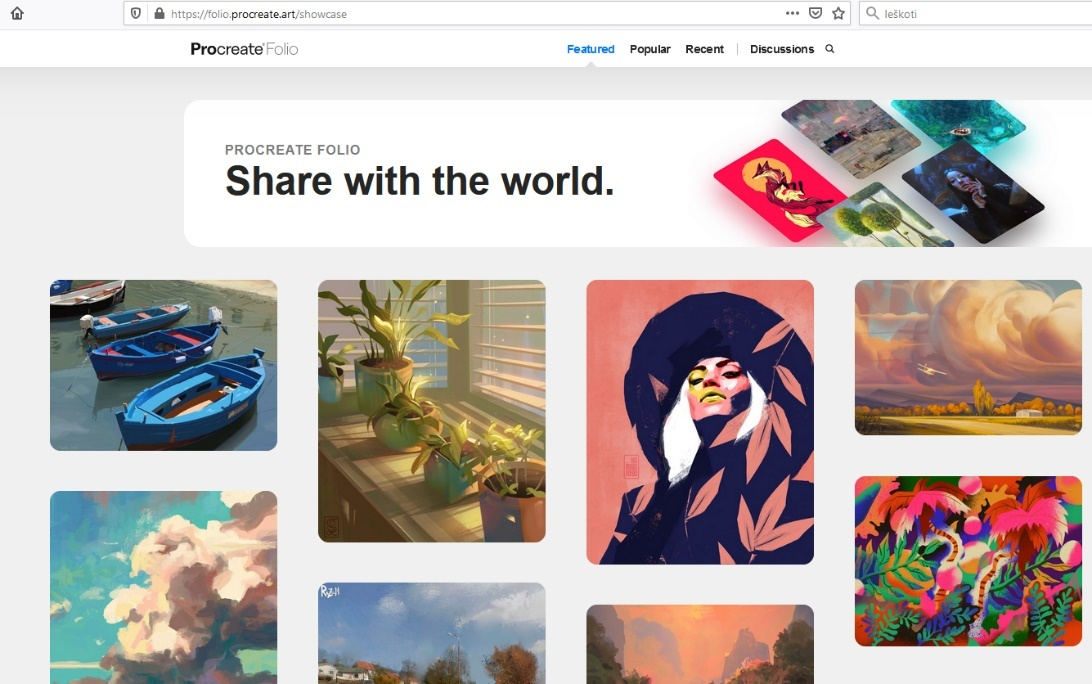 https://folio.procreate.art/showcase
Ieškoti
Procreate® Folio
Featured
Popular
Recent
Discussions
PROCREATE FOLIO
Share with the world.